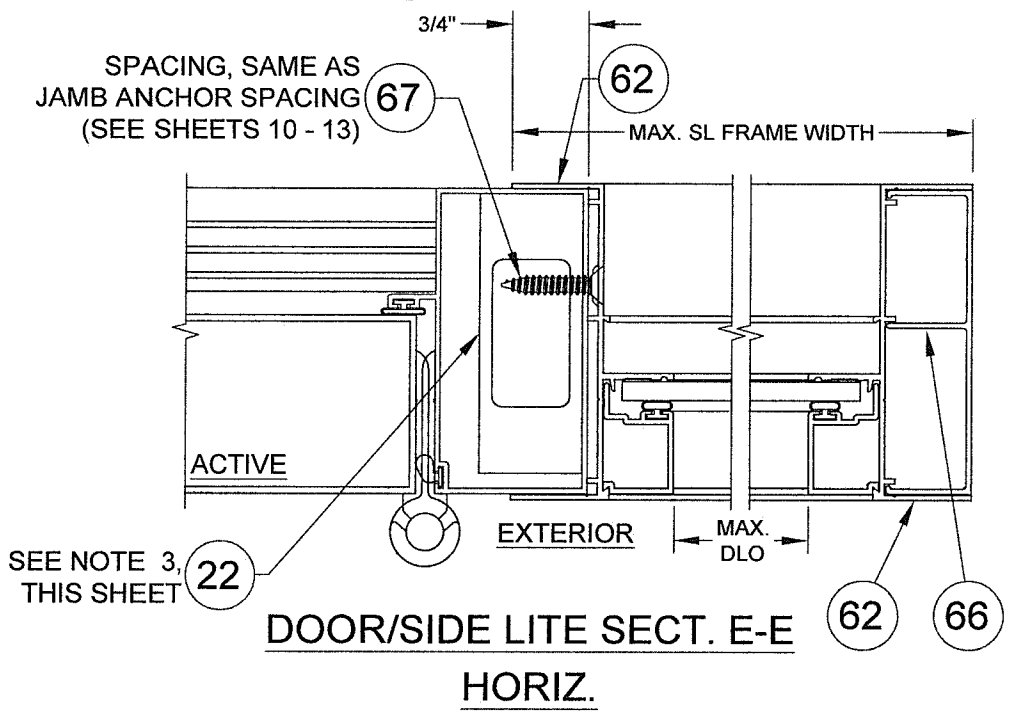 3/4"
SPACING, SAME AS
JAMB ANCHOR SPACING
(SEE SHEETS 10 - 13)
67
62
MAX. SL FRAME WIDTH
ACTIVE
EXTERIOR
MAX.
DLO
SEE NOTE 3,
THIS SHEET
22
62
66
DOOR/SIDE LITE SECT. E-E
HORIZ.